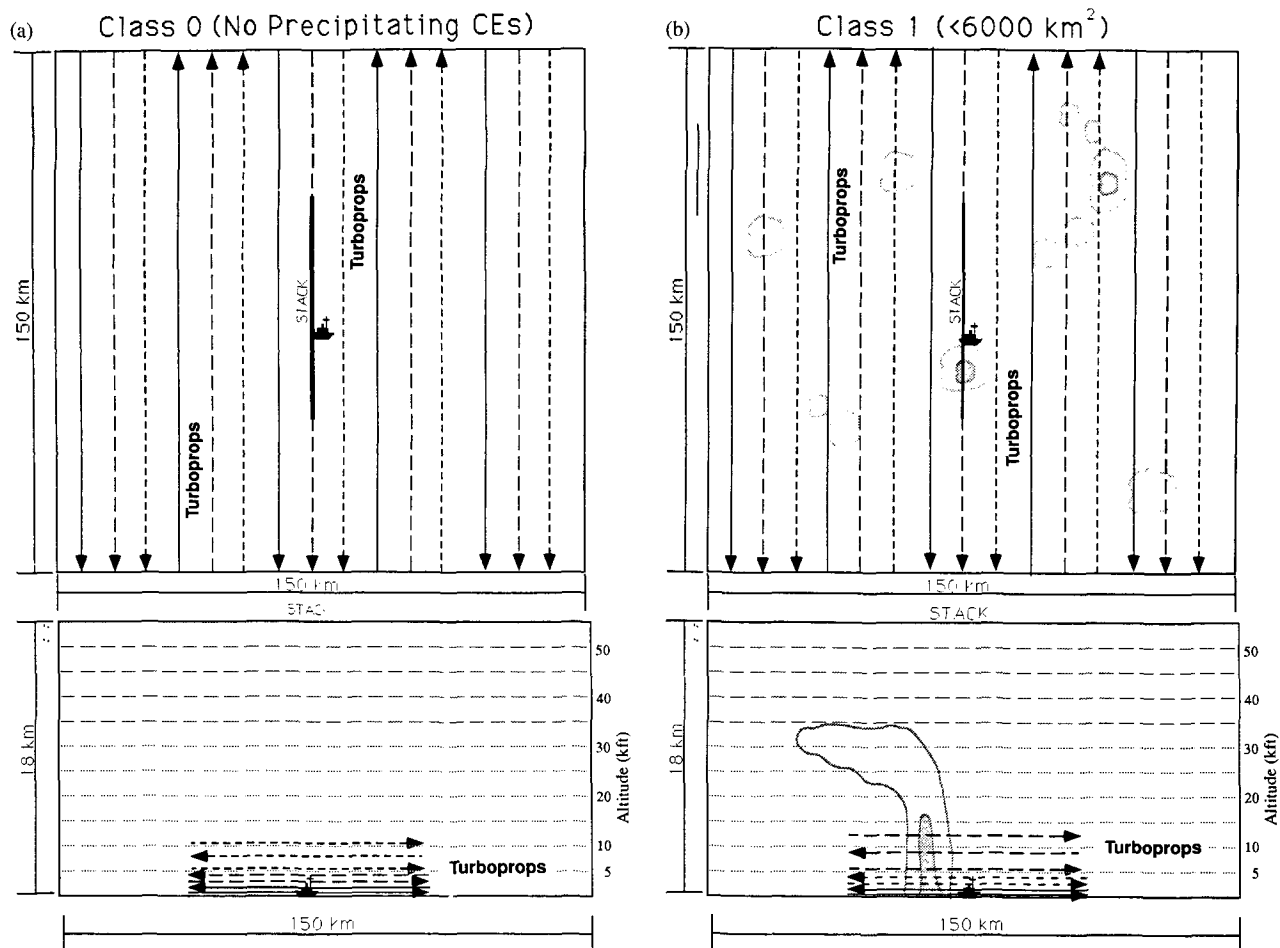 (a) Class 0 (No Precipitating CEs)
150 km
Turboprops
STACK
Turboprops
150 km
STACK
18 km
50
40
30
20
10
5
Altitude (kft)
Turboprops
150 km
(b) Class 1 (<6000 km²)
150 km
Turboprops
STACK
Turboprops
150 km
STACK
18 km
50
40
30
20
10
5
Altitude (kft)
Turboprops
150 km